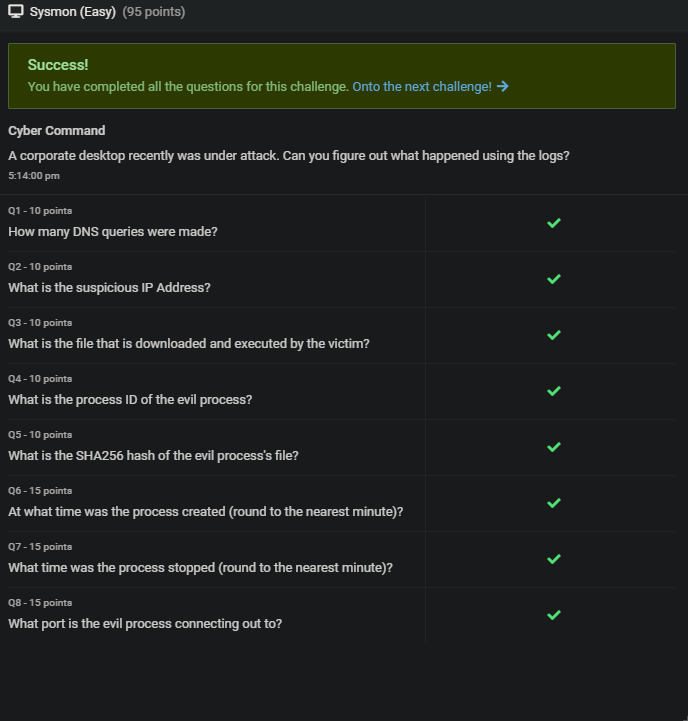 Sysmon (Easy) (95 points)
Success!
You have completed all the questions for this challenge. Onto the next challenge! →
Cyber Command
A corporate desktop recently was under attack. Can you figure out what happened using the logs?
5:14:00 pm
Q1 - 10 points
How many DNS queries were made?
Q2 - 10 points
What is the suspicious IP Address?
Q3 - 10 points
What is the file that is downloaded and executed by the victim?
Q4 - 10 points
What is the process ID of the evil process?
Q5 - 10 points
What is the SHA256 hash of the evil process's file?
Q6 - 15 points
At what time was the process created (round to the nearest minute)?
Q7 - 15 points
What time was the process stopped (round to the nearest minute)?
Q8 - 15 points
What port is the evil process connecting out to?